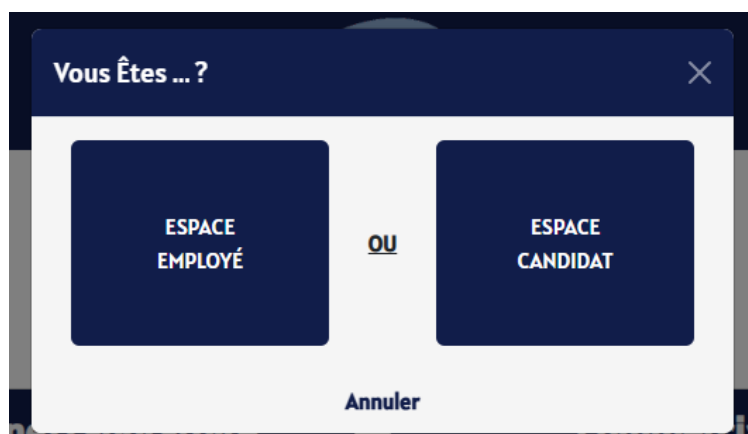 Vous Êtes ... ?
ESPACE
EMPLOYÉ
OU
ESPACE
CANDIDAT
Annuler